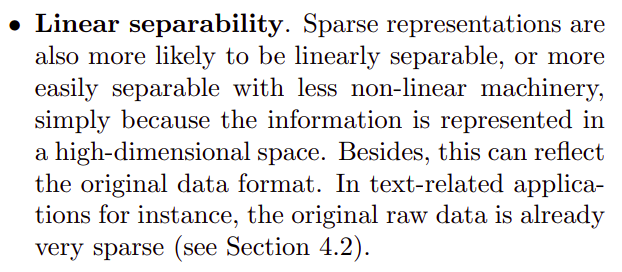 • Linear separability. Sparse representations are
also more likely to be linearly separable, or more
easily separable with less non-linear machinery,
simply because the information is represented in
a high-dimensional space. Besides, this can reflect
the original data format. In text-related applica-
tions for instance, the original raw data is already
very sparse (see Section 4.2).